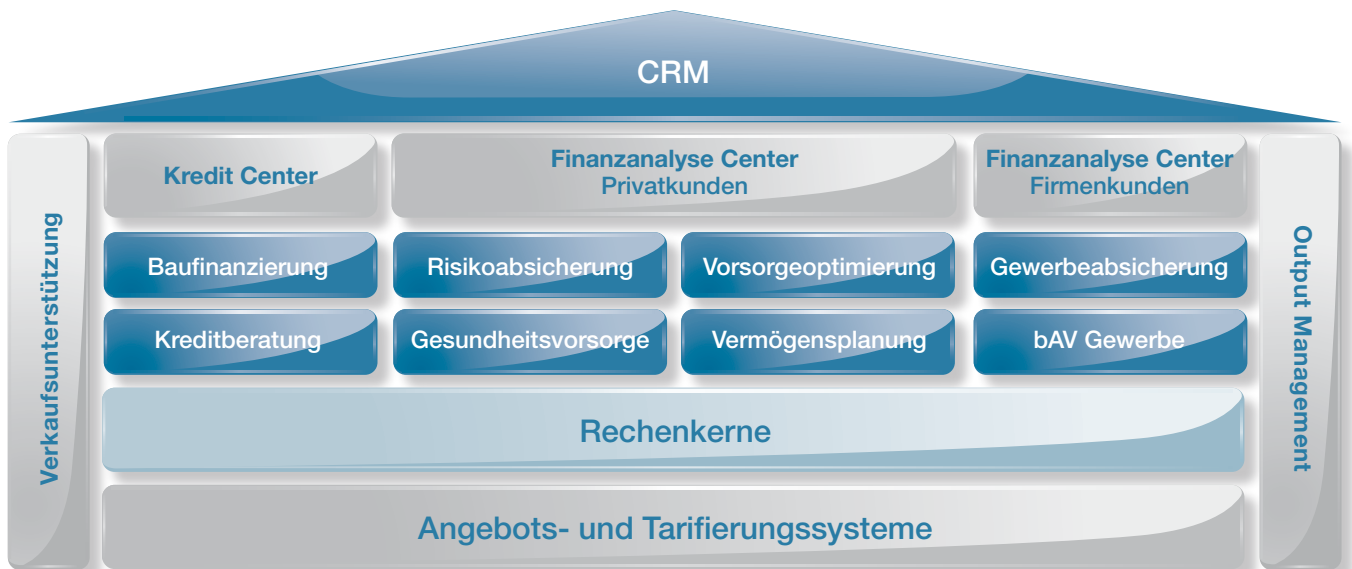 CRM
Verkaufsunterstützung
Kredit Center
Finanzanalyse Center
Privatkunden
Finanzanalyse Center
Firmenkunden
Output Management
Baufinanzierung
Risikoabsicherung
Vorsorgeoptimierung
Gewerbeabsicherung
Kreditberatung
Gesundheitsvorsorge
Vermögensplanung
bAV Gewerbe
Rechenkerne
Angebots- und Tarifierungssysteme